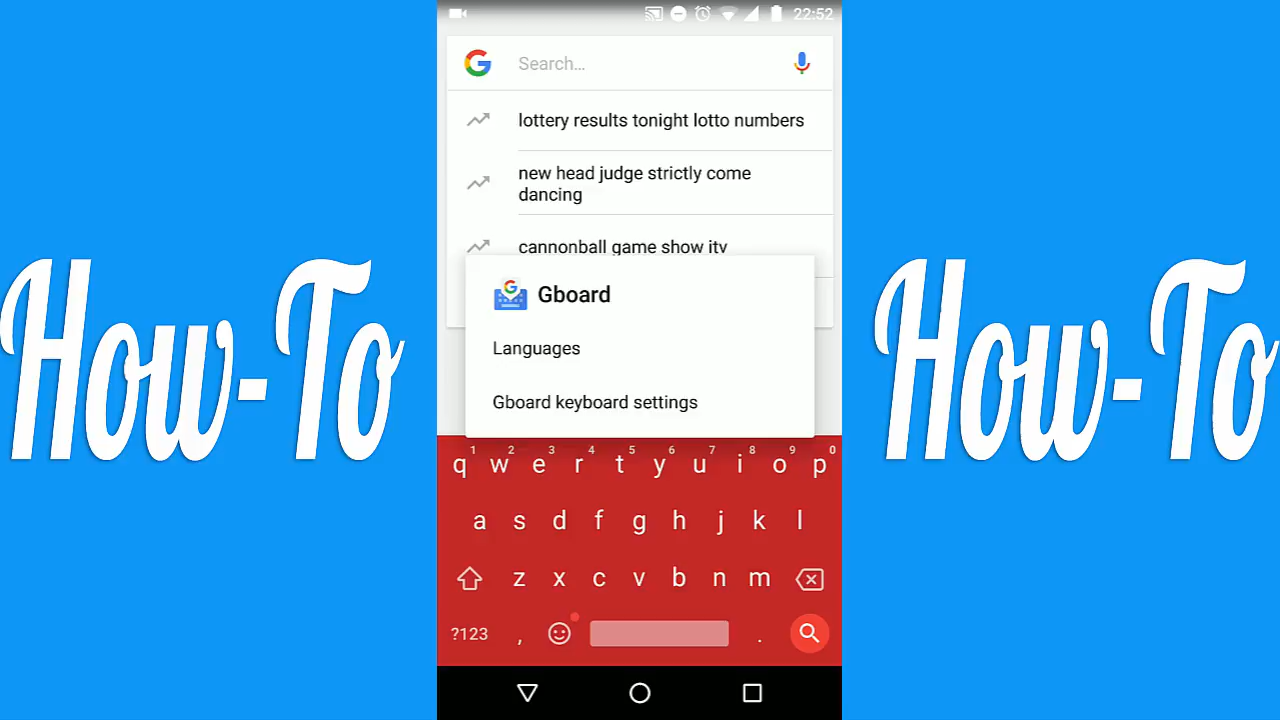 22:52
Search...
lottery results tonight lotto numbers
new head judge strictly come
dancing
cannonball game show itv
Gboard
Languages
Gboard keyboard settings
How-To
How-To
1 2 3 4 5 6 7 8 9 0
q w e r t y u i o p
a s d f g h j k l
z x c v b n m
?123 , .